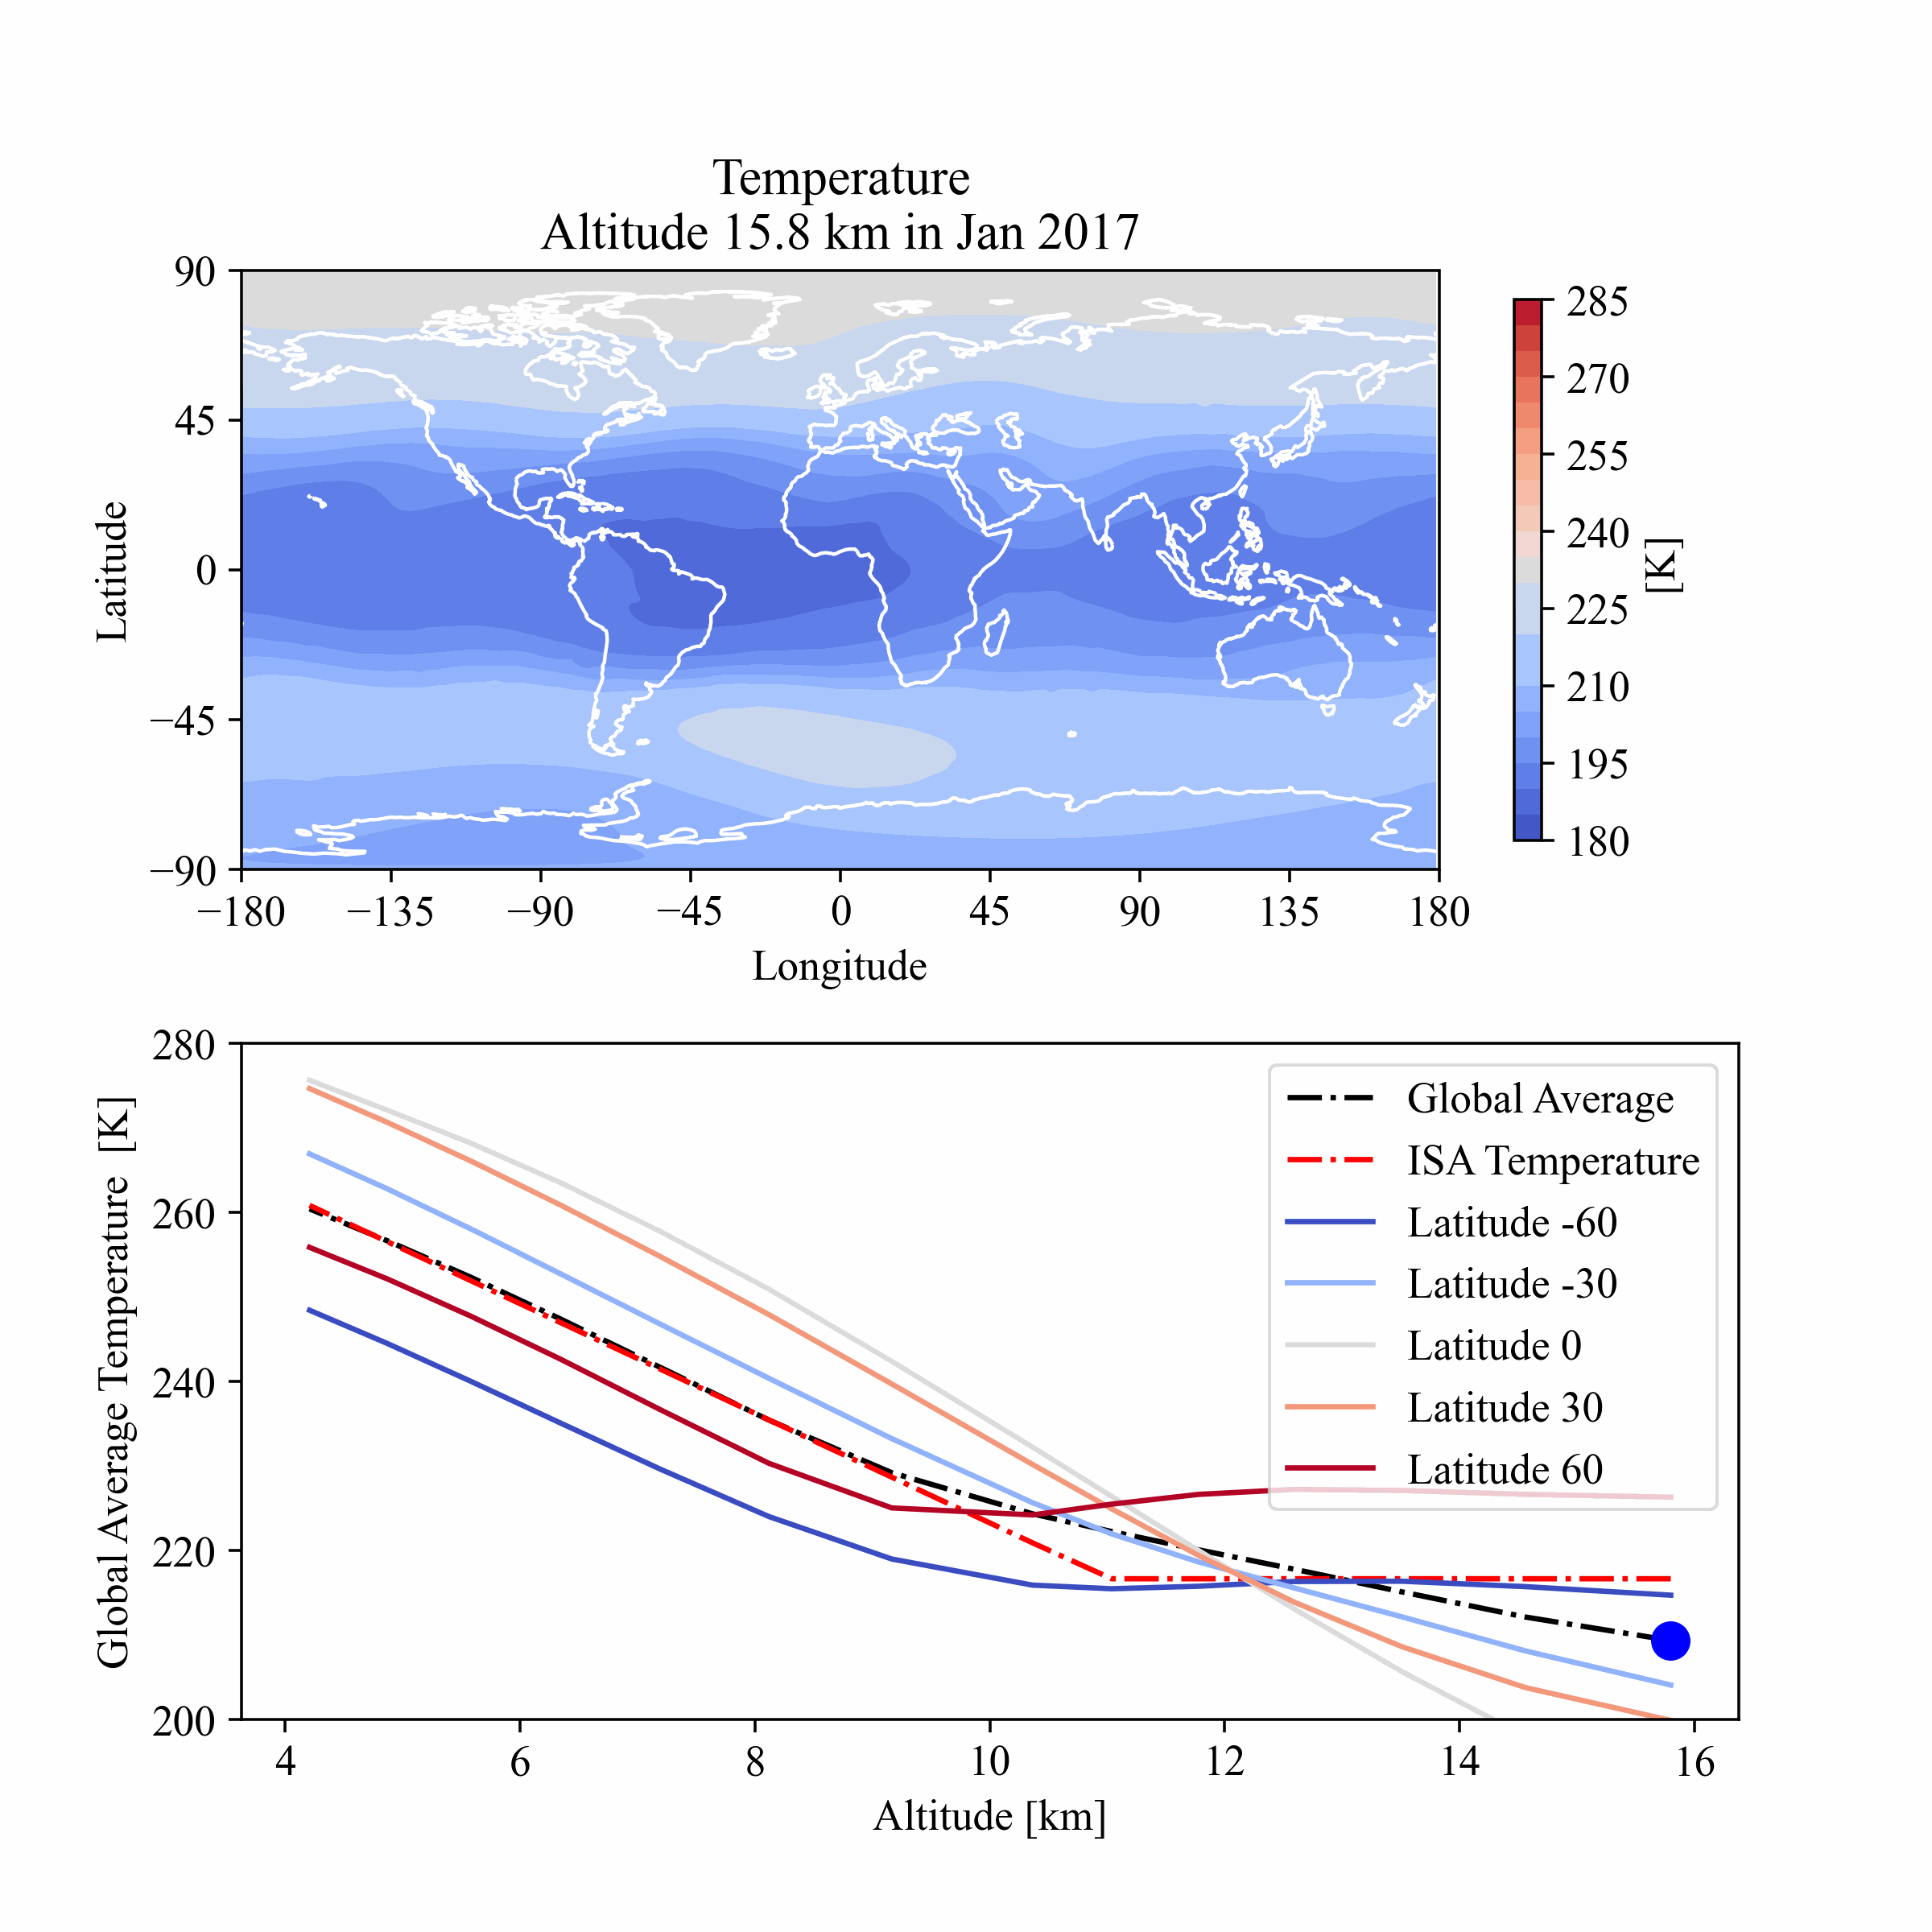 Temperature
Altitude 15.8 km in Jan 2017
90
45
0
−45
−90
Latitude
−180 −135 −90 −45 0 45 90 135 180
Longitude
285
270
255
240
225
210
195
180
[K]
280
260
240
220
200
Global Average Temperature [K]
Global Average
ISA Temperature
Latitude -60
Latitude -30
Latitude 0
Latitude 30
Latitude 60
4 6 8 10 12 14 16
Altitude [km]